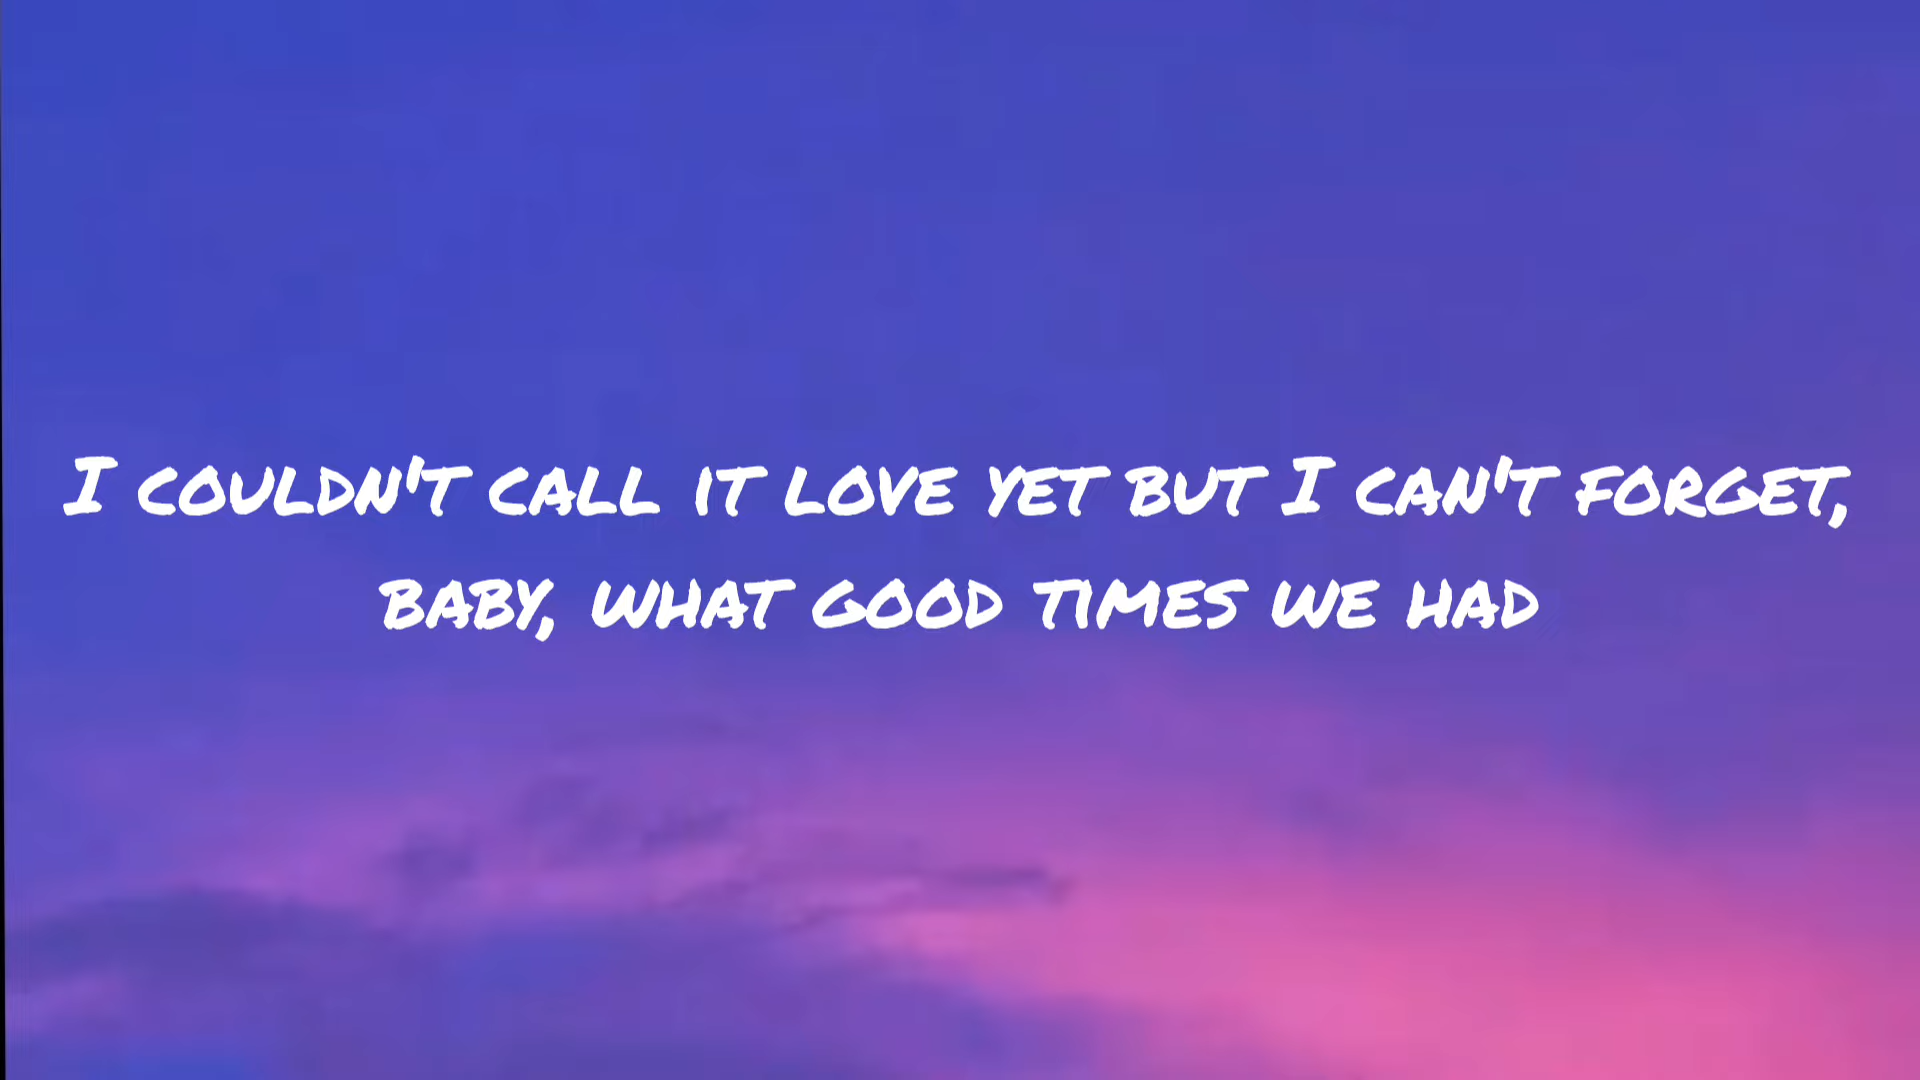 I couldn't call it love yet but I can't forget,
baby, what good times we had